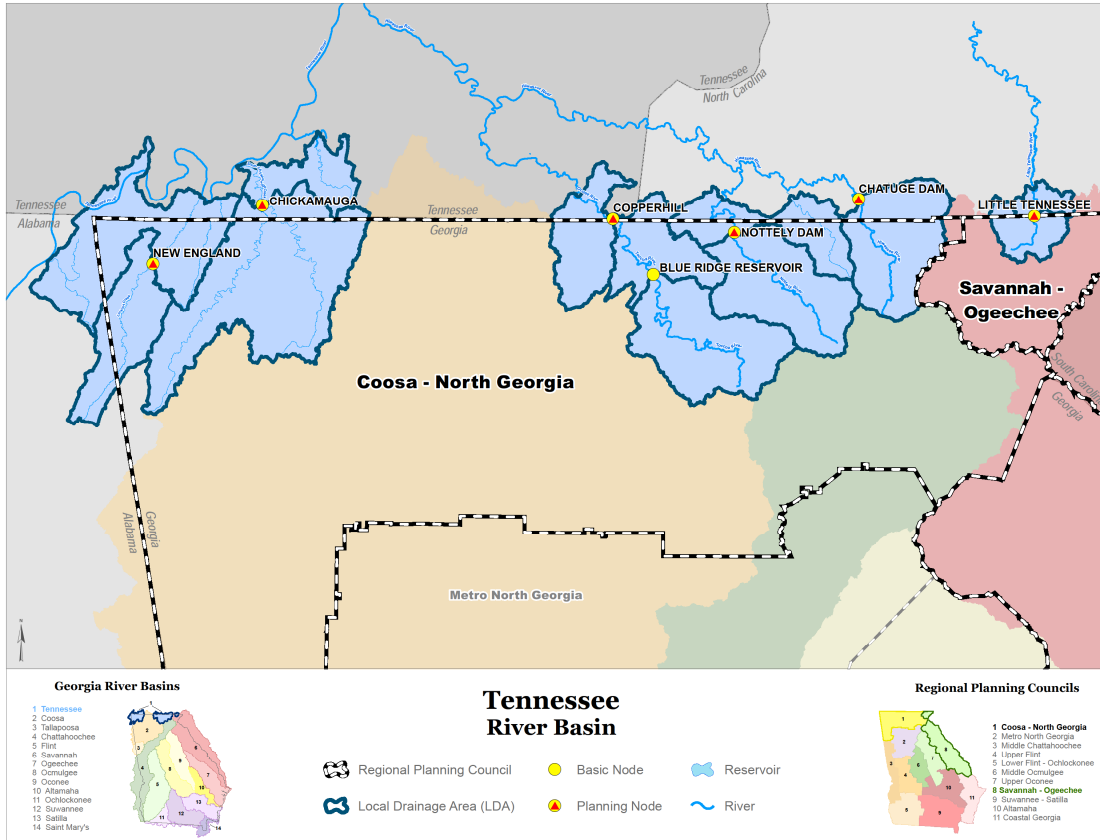 Tennessee
North Carolina
CHATUGE DAM
CHICKAMAUGA
Tennessee
Alabama
Tennessee
Georgia
COPPERHILL
LITTLE TENNESSEE
NOTTELY DAM
NEW ENGLAND
BLUE RIDGE RESERVOIR
Savannah -
Ogeechee
Coosa - North Georgia
South Carolina
Georgia
Georgia
Alabama
Metro North Georgia
N
Georgia River Basins
1 Tennessee
2 Coosa
3 Tallapoosa
4 Chattahoochee
5 Flint
6 Savannah
7 Ogeechee
8 Ocmulgee
9 Oconee
10 Altamaha
11 Ochlockonee
12 Suwannee
13 Satilla
14 Saint Mary's
Tennessee
River Basin
Regional Planning Council
Basic Node
Reservoir
Local Drainage Area (LDA)
Planning Node
River
Regional Planning Councils
1 Coosa - North Georgia
2 Metro North Georgia
3 Middle Chattahoochee
4 Upper Flint
5 Lower Flint - Ochlockonee
6 Middle Ocmulgee
7 Upper Oconee
8 Savannah - Ogeechee
9 Suwannee - Satilla
10 Altamaha
11 Coastal Georgia